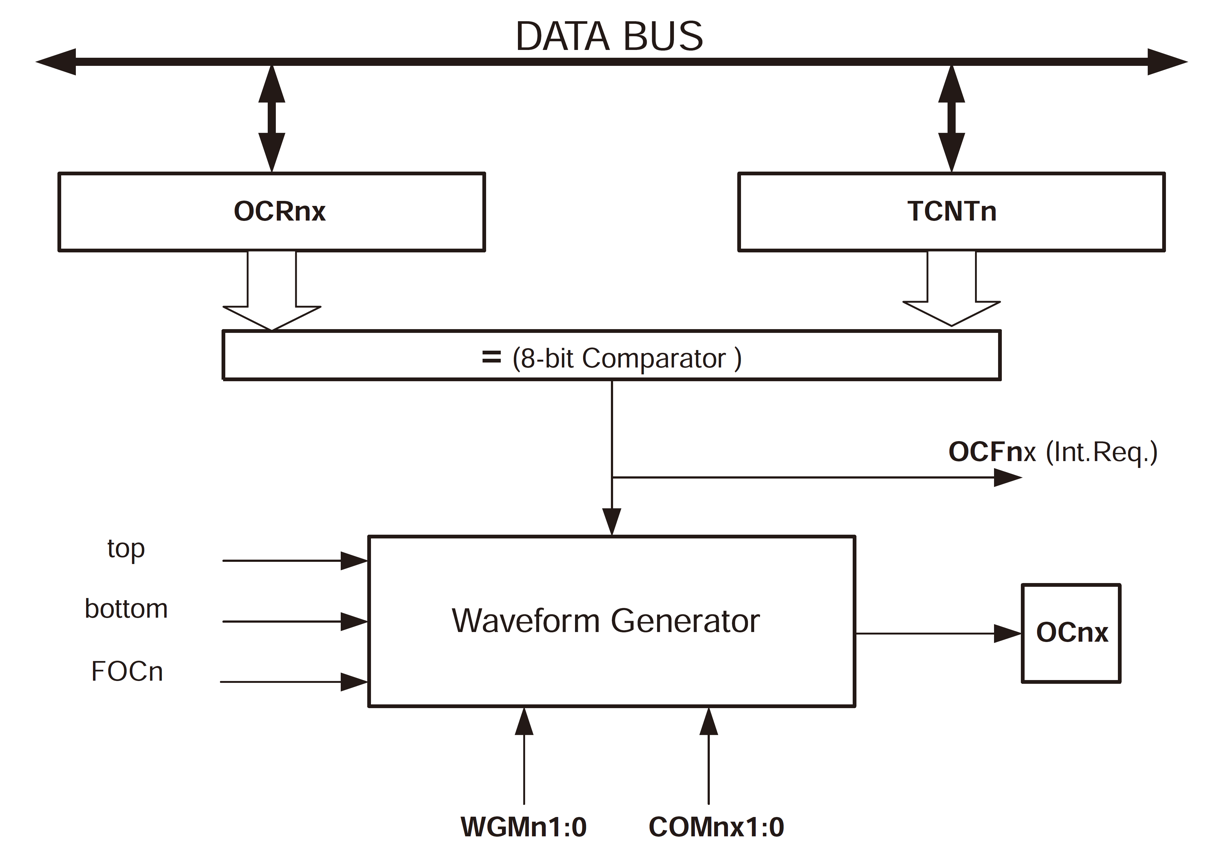 DATA BUS
OCRnx
TCNTn
= (8-bit Comparator )
OCFnx (Int.Req.)
top
bottom
FOCn
Waveform Generator
OCnx
WGMn1:0
COMnx1:0